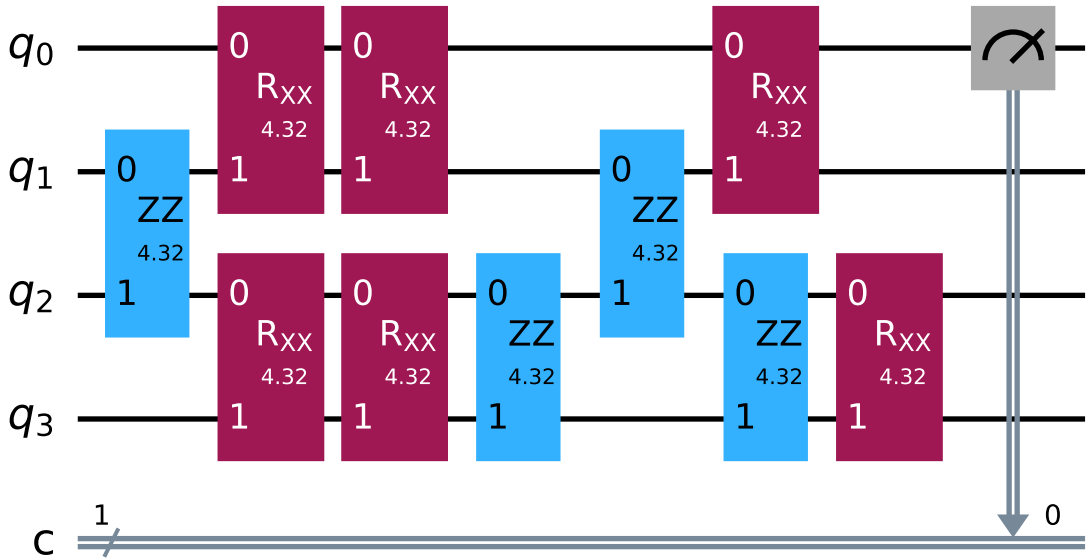 q0
0 0 0
RXX RXX RXX
4.32 4.32 4.32
q1
0 1 1 0 1
ZZ ZZ
4.32 4.32
q2
1 0 0 0 1 0 0
RXX RXX ZZ ZZ RXX
4.32 4.32 4.32 4.32 4.32
q3
1 1 1 1 1
1 0
c